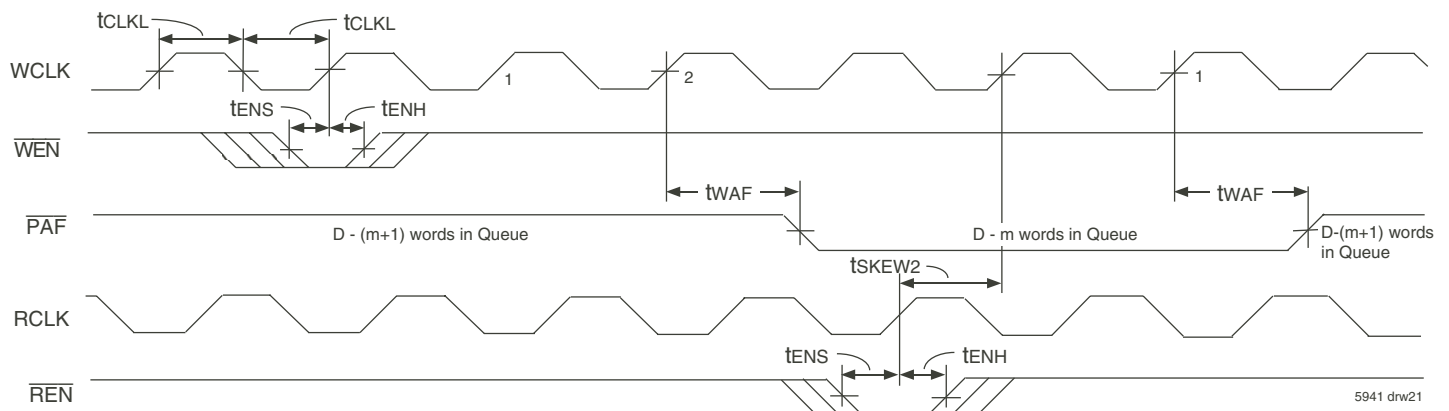 tCLKL tCLKL
WCLK 1 2 1
tENS tENH
WEN
tWAF tWAF
PAF
D - (m+1) words in Queue
D - m words in Queue
D-(m+1) words
in Queue
tSKEW2
RCLK
tENS tENH
REN
5941 drw21